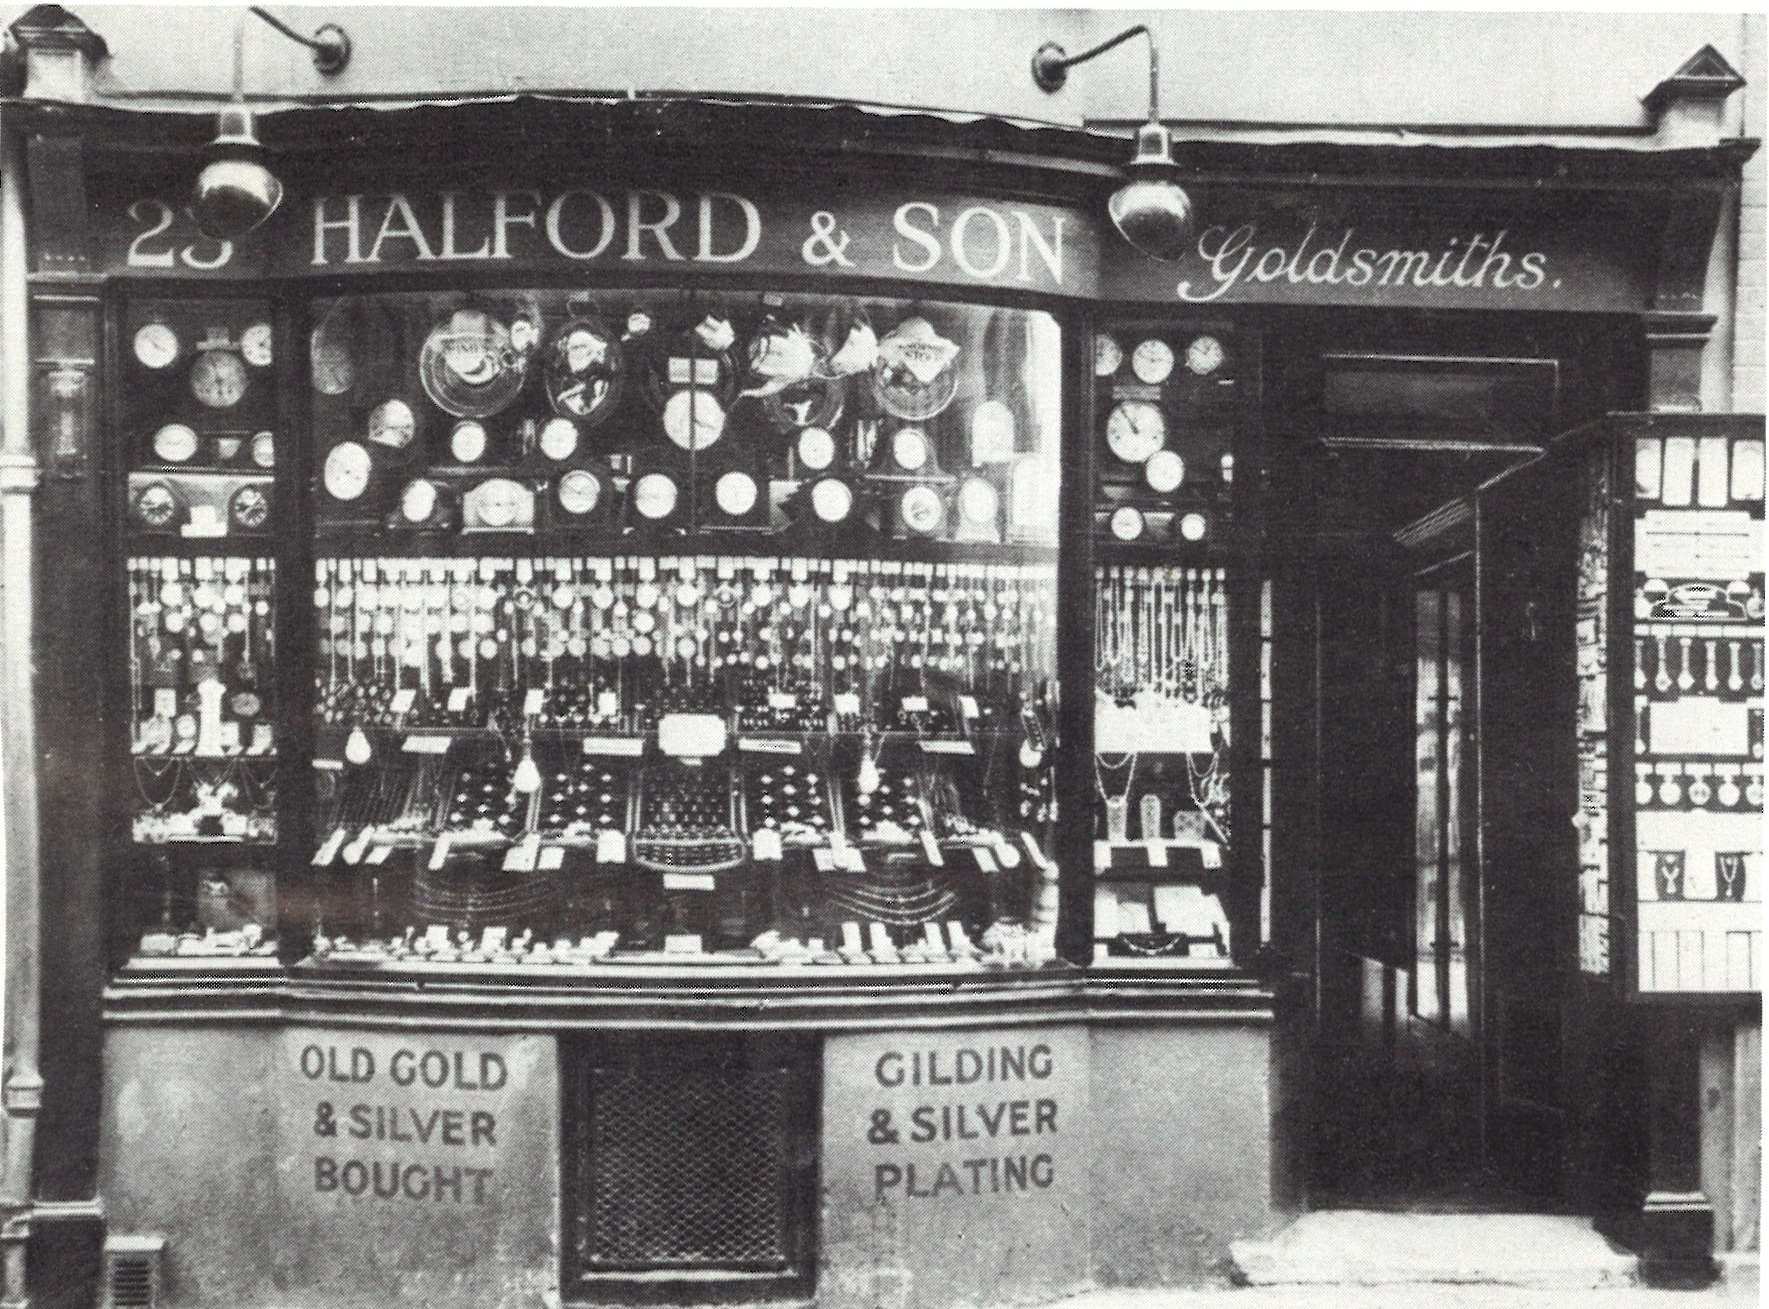 23 HALFORD & SON Goldsmiths.
OLD GOLD
& SILVER
BOUGHT
GILDING
& SILVER
PLATING